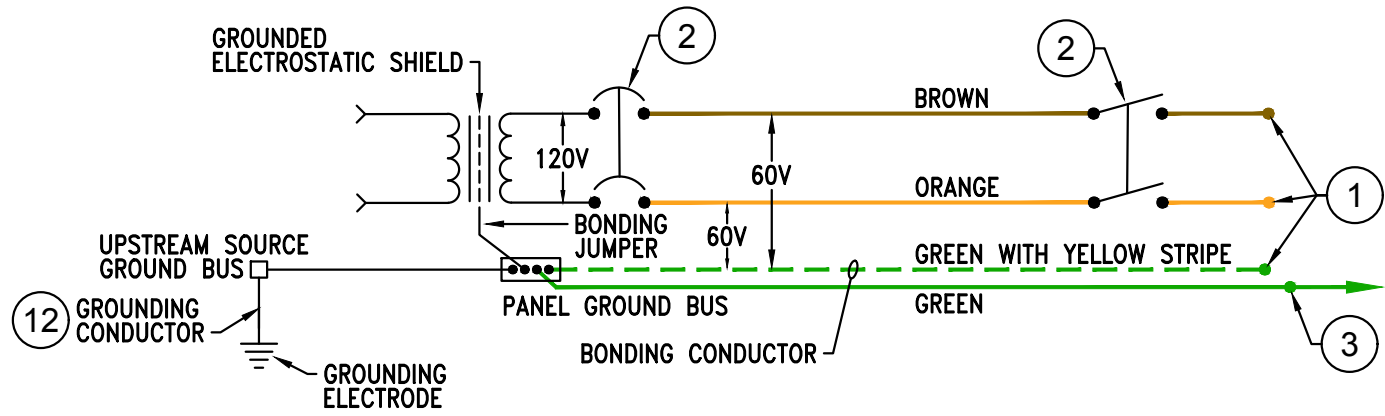 GROUNDED
ELECTROSTATIC SHIELD
2
2
BROWN
120V
60V
ORANGE
1
60V
BONDING
JUMPER
UPSTREAM SOURCE
GROUND BUS
GREEN WITH YELLOW STRIPE
PANEL GROUND BUS
GREEN
12
GROUNDING
CONDUCTOR
BONDING CONDUCTOR
3
GROUNDING
ELECTRODE